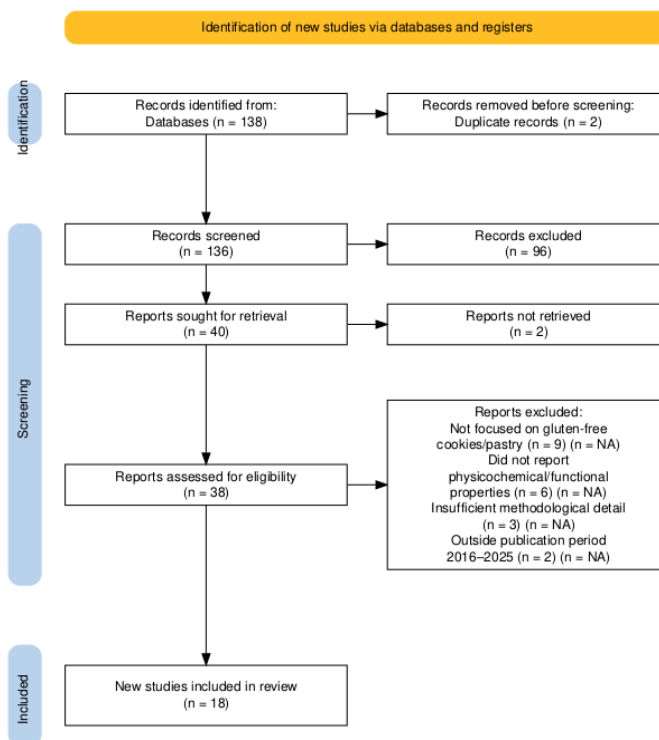 Identification of new studies via databases and registers
Identification
Records identified from:
Databases (n = 138)
Records removed before screening:
Duplicate records (n = 2)
Screening
Records screened
(n = 136)
Records excluded
(n = 96)
Reports sought for retrieval
(n = 40)
Reports not retrieved
(n = 2)
Reports assessed for eligibility
(n = 38)
Reports excluded:
Not focused on gluten-free
cookies/pastry (n = 9) (n = NA)
Did not report
physicochemical/functional
properties (n = 6) (n = NA)
Insufficient methodological detail
(n = 3) (n = NA)
Outside publication period
2016–2025 (n = 2) (n = NA)
Included
New studies included in review
(n = 18)